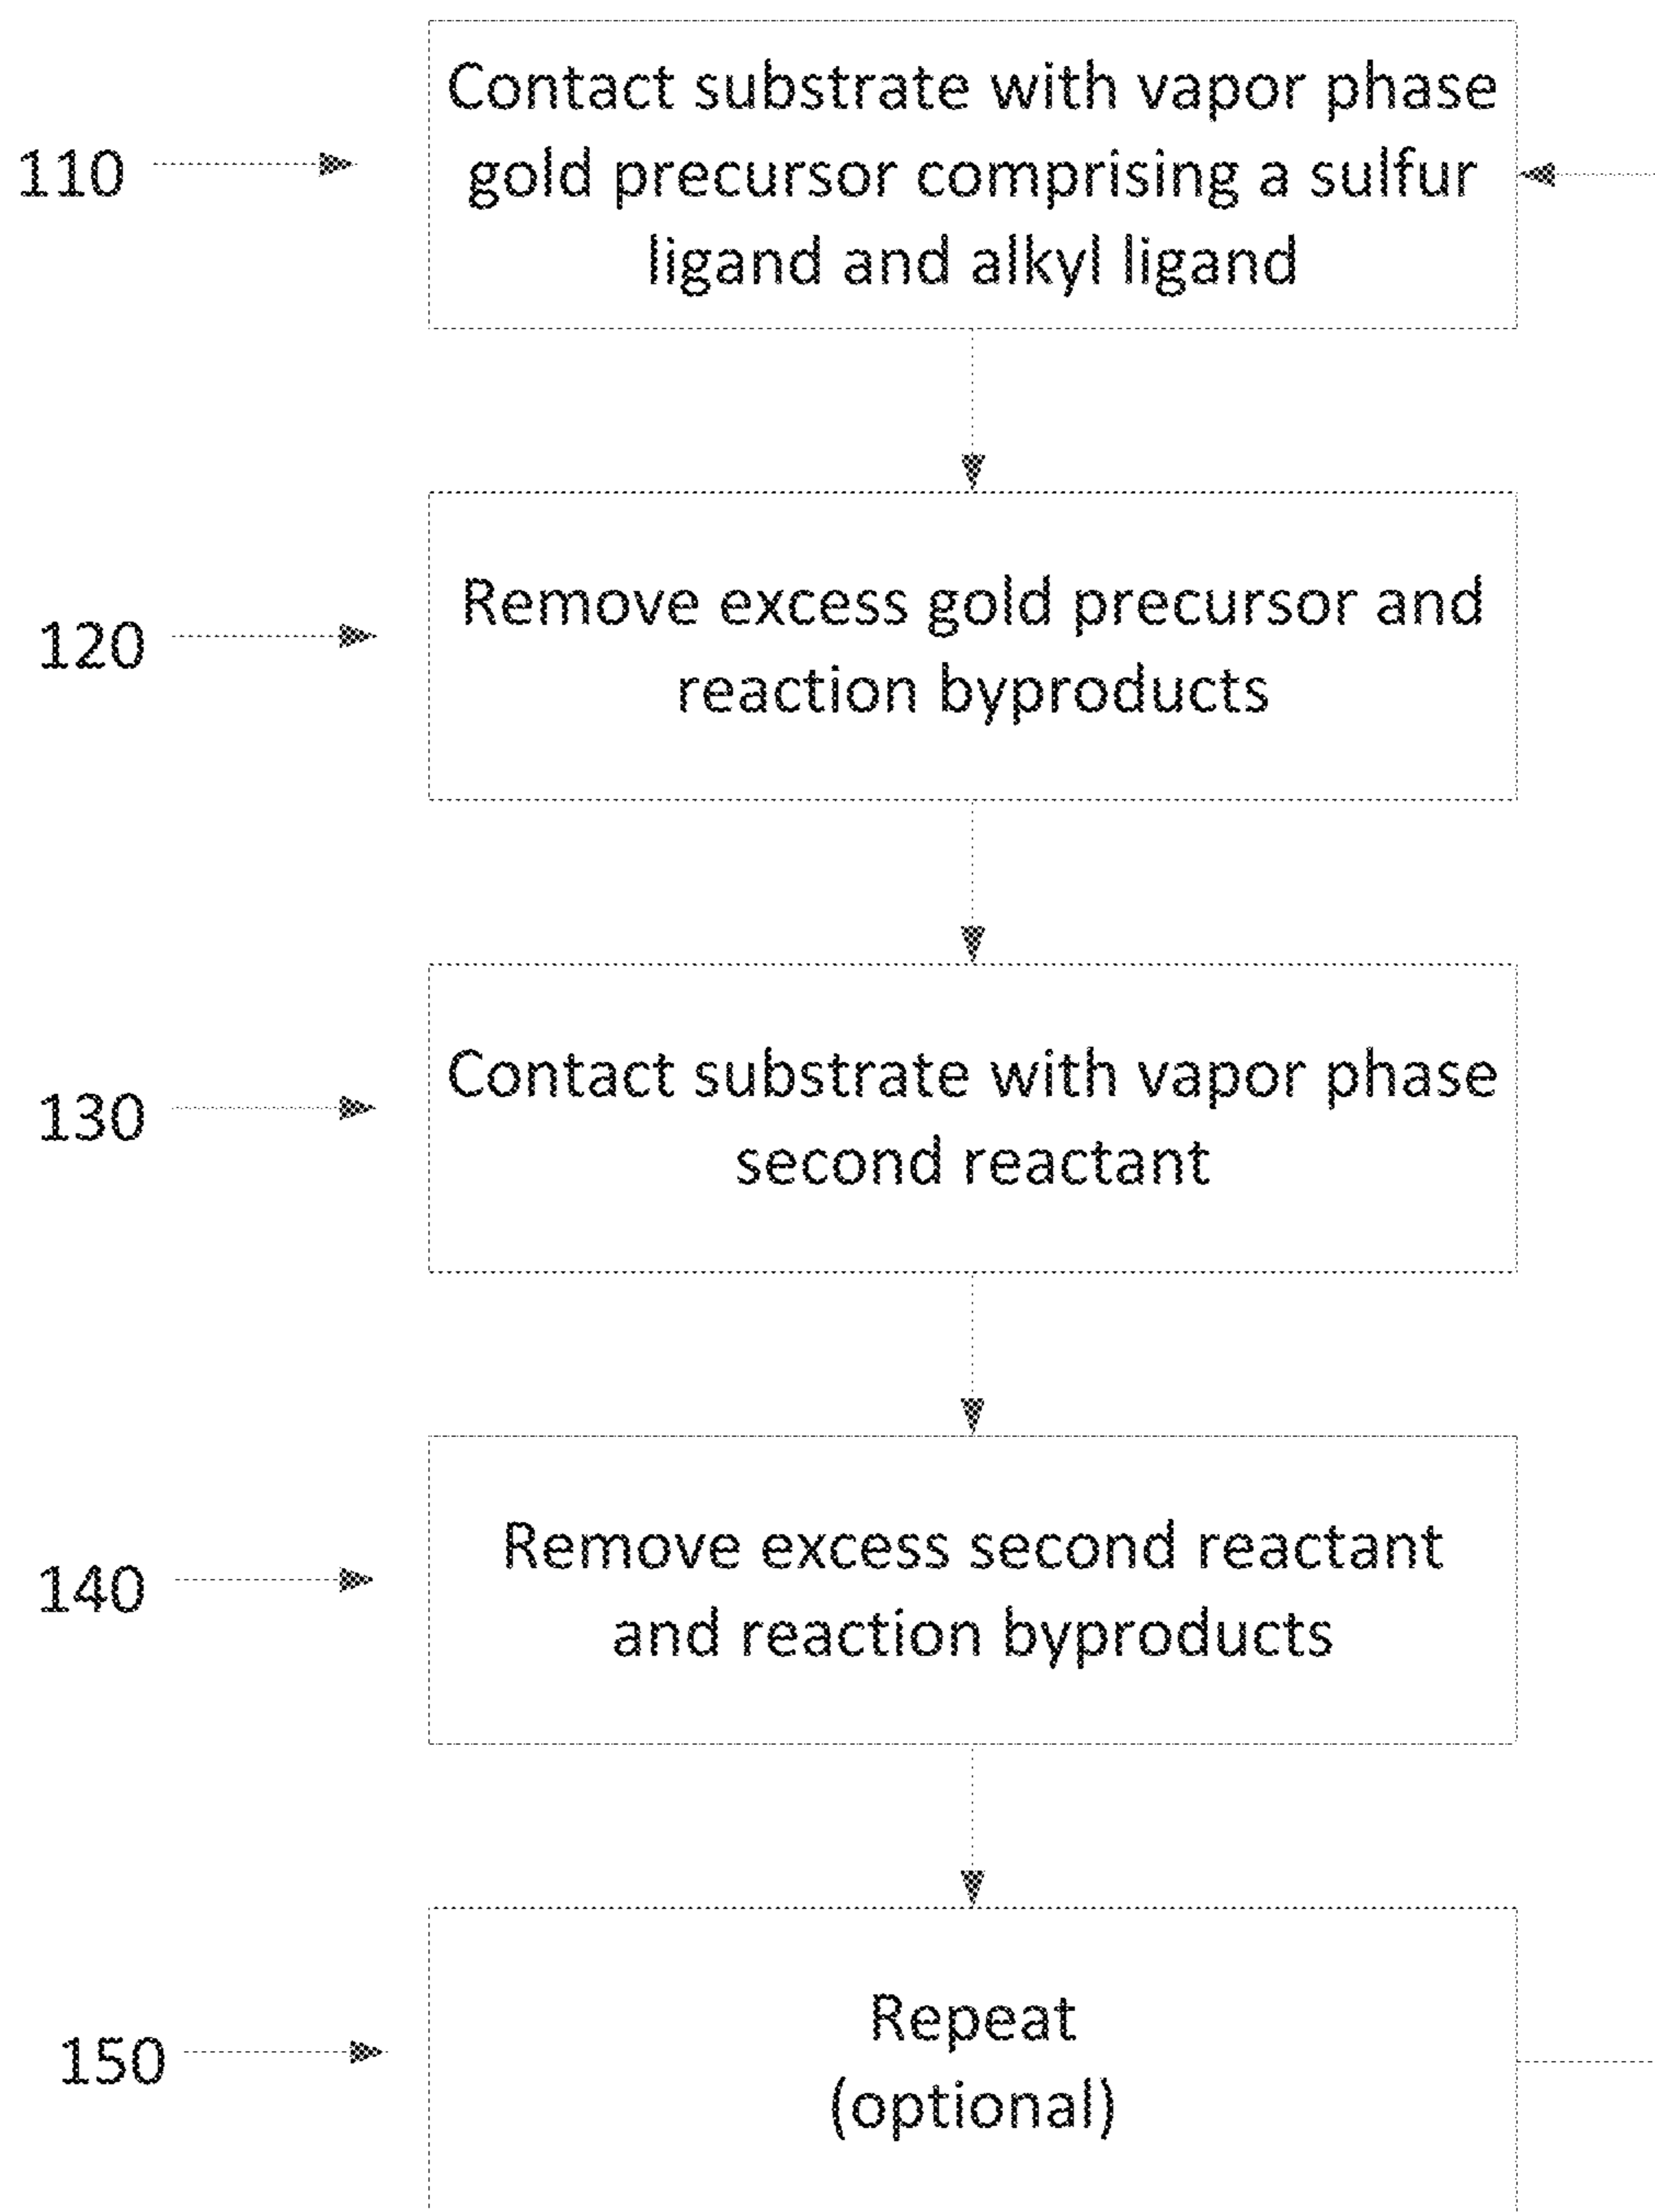 110
Contact substrate with vapor phase
gold precursor comprising a sulfur
ligand and alkyl ligand
120
Remove excess gold precursor and
reaction byproducts
130
Contact substrate with vapor phase
second reactant
140
Remove excess second reactant
and reaction byproducts
150
Repeat
(optional)